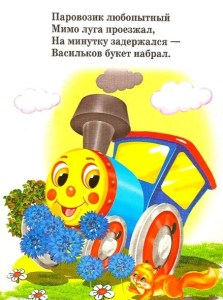 Паровозик любопытный
Мимо луга проезжал,
На минутку задержался —
Васильков букет набрал.